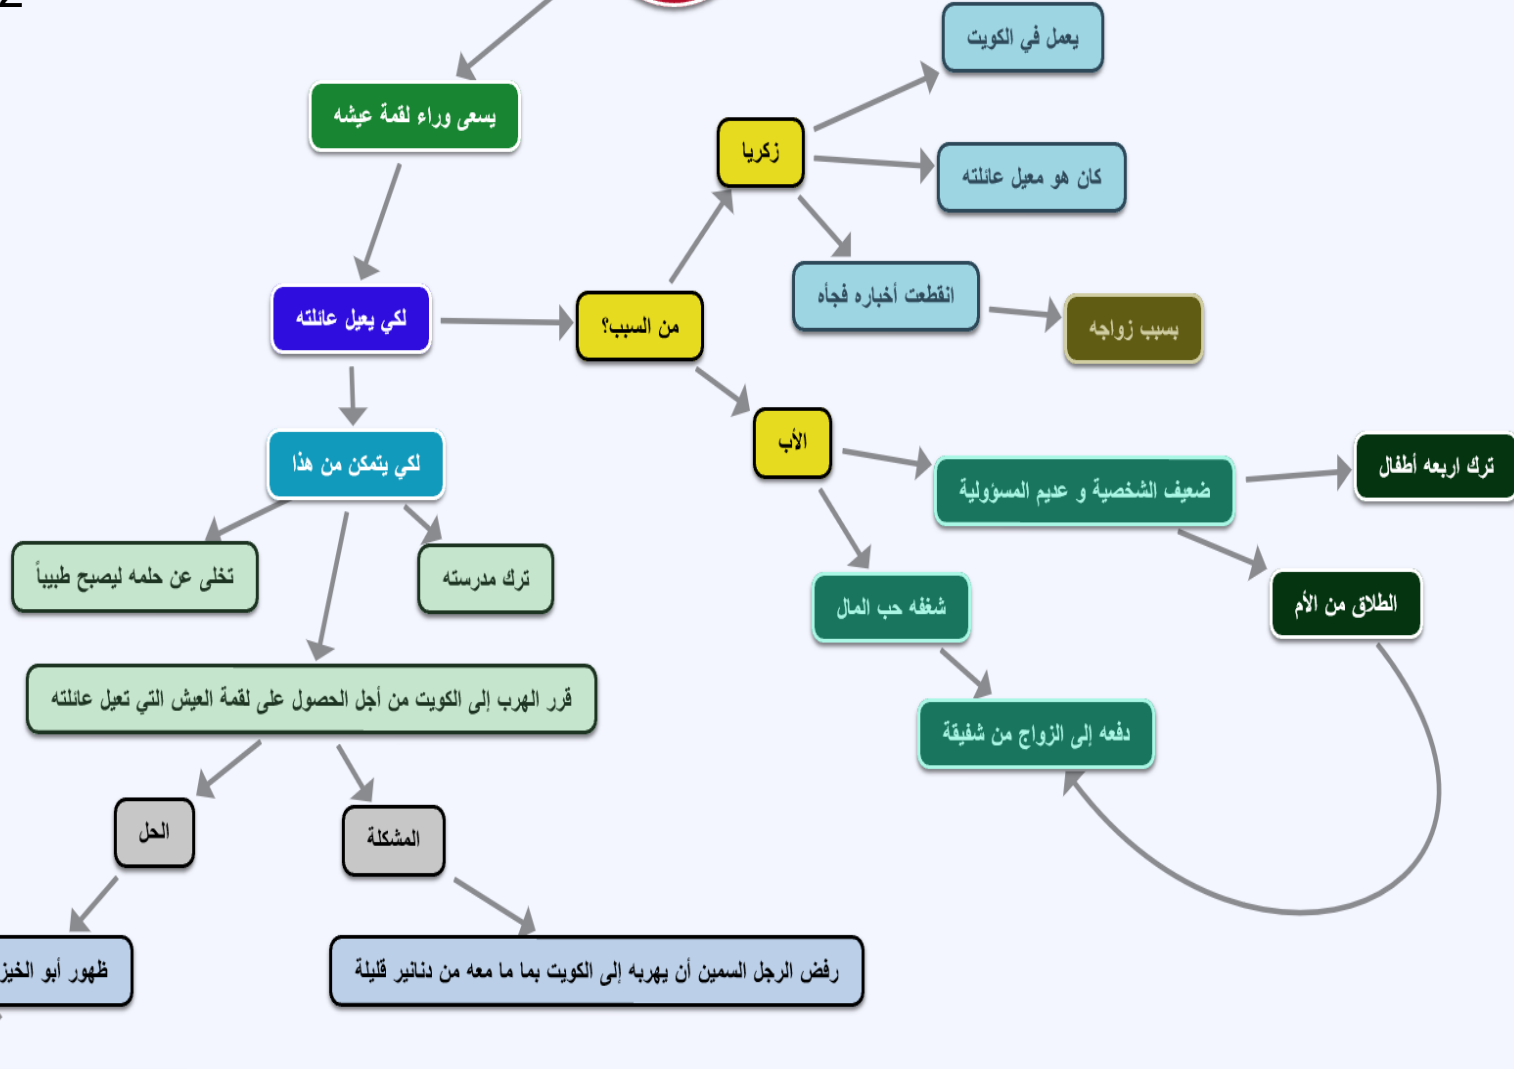 2
يعمل في الكويت
يسعى وراء لقمة عيشه
زكريا
كان هو معيل عائلته
انقطعت أخباره فجأه
لكي يعيل عائلته
من السبب؟
بسبب زواجه
الأب
لكي يتمكن من هذا
ترك اربعه أطفال
ضعيف الشخصية و عديم المسؤولية
ترك مدرسته
تخلى عن حلمه ليصبح طبيباً
الطلاق من الأم
شغفه حب المال
قرر الهرب إلى الكويت من أجل الحصول على لقمة العيش التي تعيل عائلته
دفعه إلى الزواج من شفيقة
المشكلة
الحل
رفض الرجل السمين أن يهربه إلى الكويت بما ما معه من دنانير قليلة
ظهور أبو الخيز